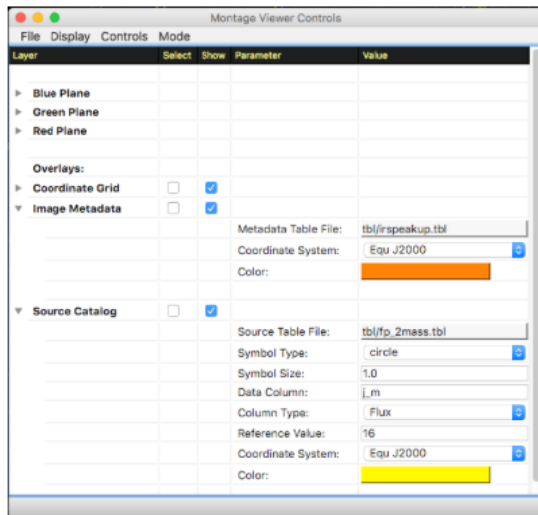 Montage Viewer Controls
File Display Controls Mode
Layer Select Show Parameter Value
Blue Plane
Green Plane
Red Plane
Overlays:
Coordinate Grid
Image Metadata
Metadata Table File: tbl/irspeakup.tbl
Coordinate System: Equ J2000
Color:
Source Catalog
Source Table File: tbl/fp_2mass.tbl
Symbol Type: circle
Symbol Size: 1.0
Data Column: j_m
Column Type: Flux
Reference Value: 16
Coordinate System: Equ J2000
Color: